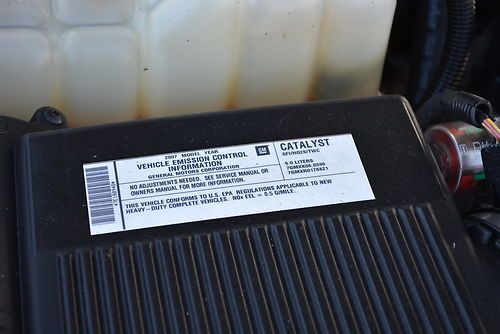 2007 MODEL YEAR
VEHICLE EMISSION CONTROL
INFORMATION
GENERAL MOTORS CORPORATION
NO ADJUSTMENTS NEEDED. SEE SERVICE MANUAL OR
OWNERS MANUAL FOR MORE INFORMATION.
THIS VEHICLE CONFORMS TO U.S. EPA REGULATIONS APPLICABLE TO NEW
HEAVY-DUTY COMPLETE VEHICLES. NOx EEL = 0.5 G/MILE.
GM
CATALYST
6.0 LITERS